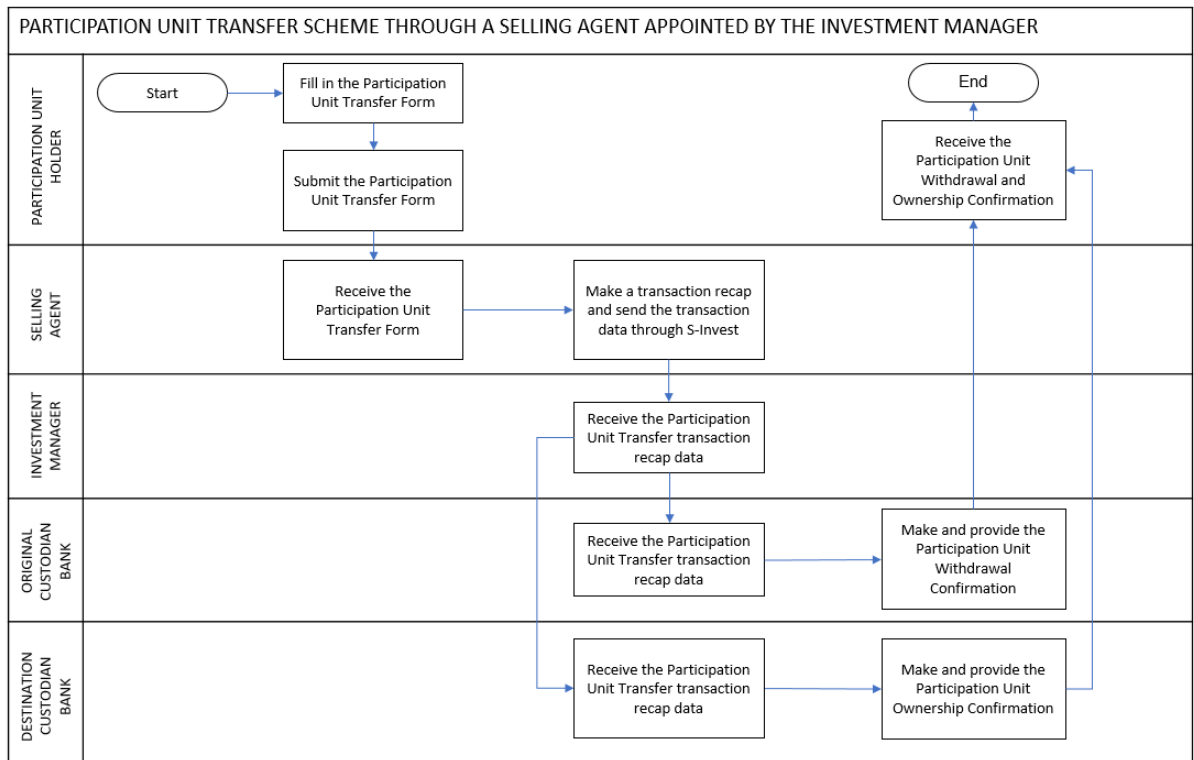 PARTICIPATION UNIT TRANSFER SCHEME THROUGH A SELLING AGENT APPOINTED BY THE INVESTMENT MANAGER
PARTICIPATION UNIT
HOLDER
Start
Fill in the Participation
Unit Transfer Form
Submit the Participation
Unit Transfer Form
End
Receive the
Participation Unit
Withdrawal and
Ownership Confirmation
SELLING
AGENT
Receive the
Participation Unit
Transfer Form
Make a transaction recap
and send the transaction
data through S-Invest
INVESTMENT
MANAGER
Receive the Participation
Unit Transfer transaction
recap data
ORIGINAL
CUSTODIAN
BANK
Receive the Participation
Unit Transfer transaction
recap data
Make and provide the
Participation Unit
Withdrawal
Confirmation
DESTINATION
CUSTODIAN
BANK
Receive the Participation
Unit Transfer transaction
recap data
Make and provide the
Participation Unit
Ownership Confirmation